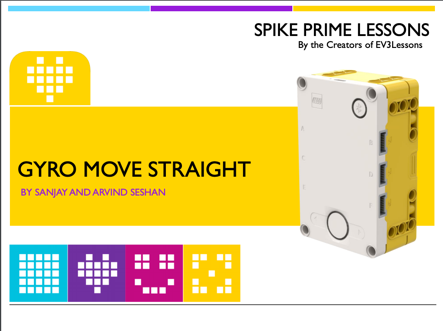 SPIKE PRIME LESSONS
By the Creators of EV3Lessons
GYRO MOVE STRAIGHT
BY SANJAY AND ARVIND SESHAN